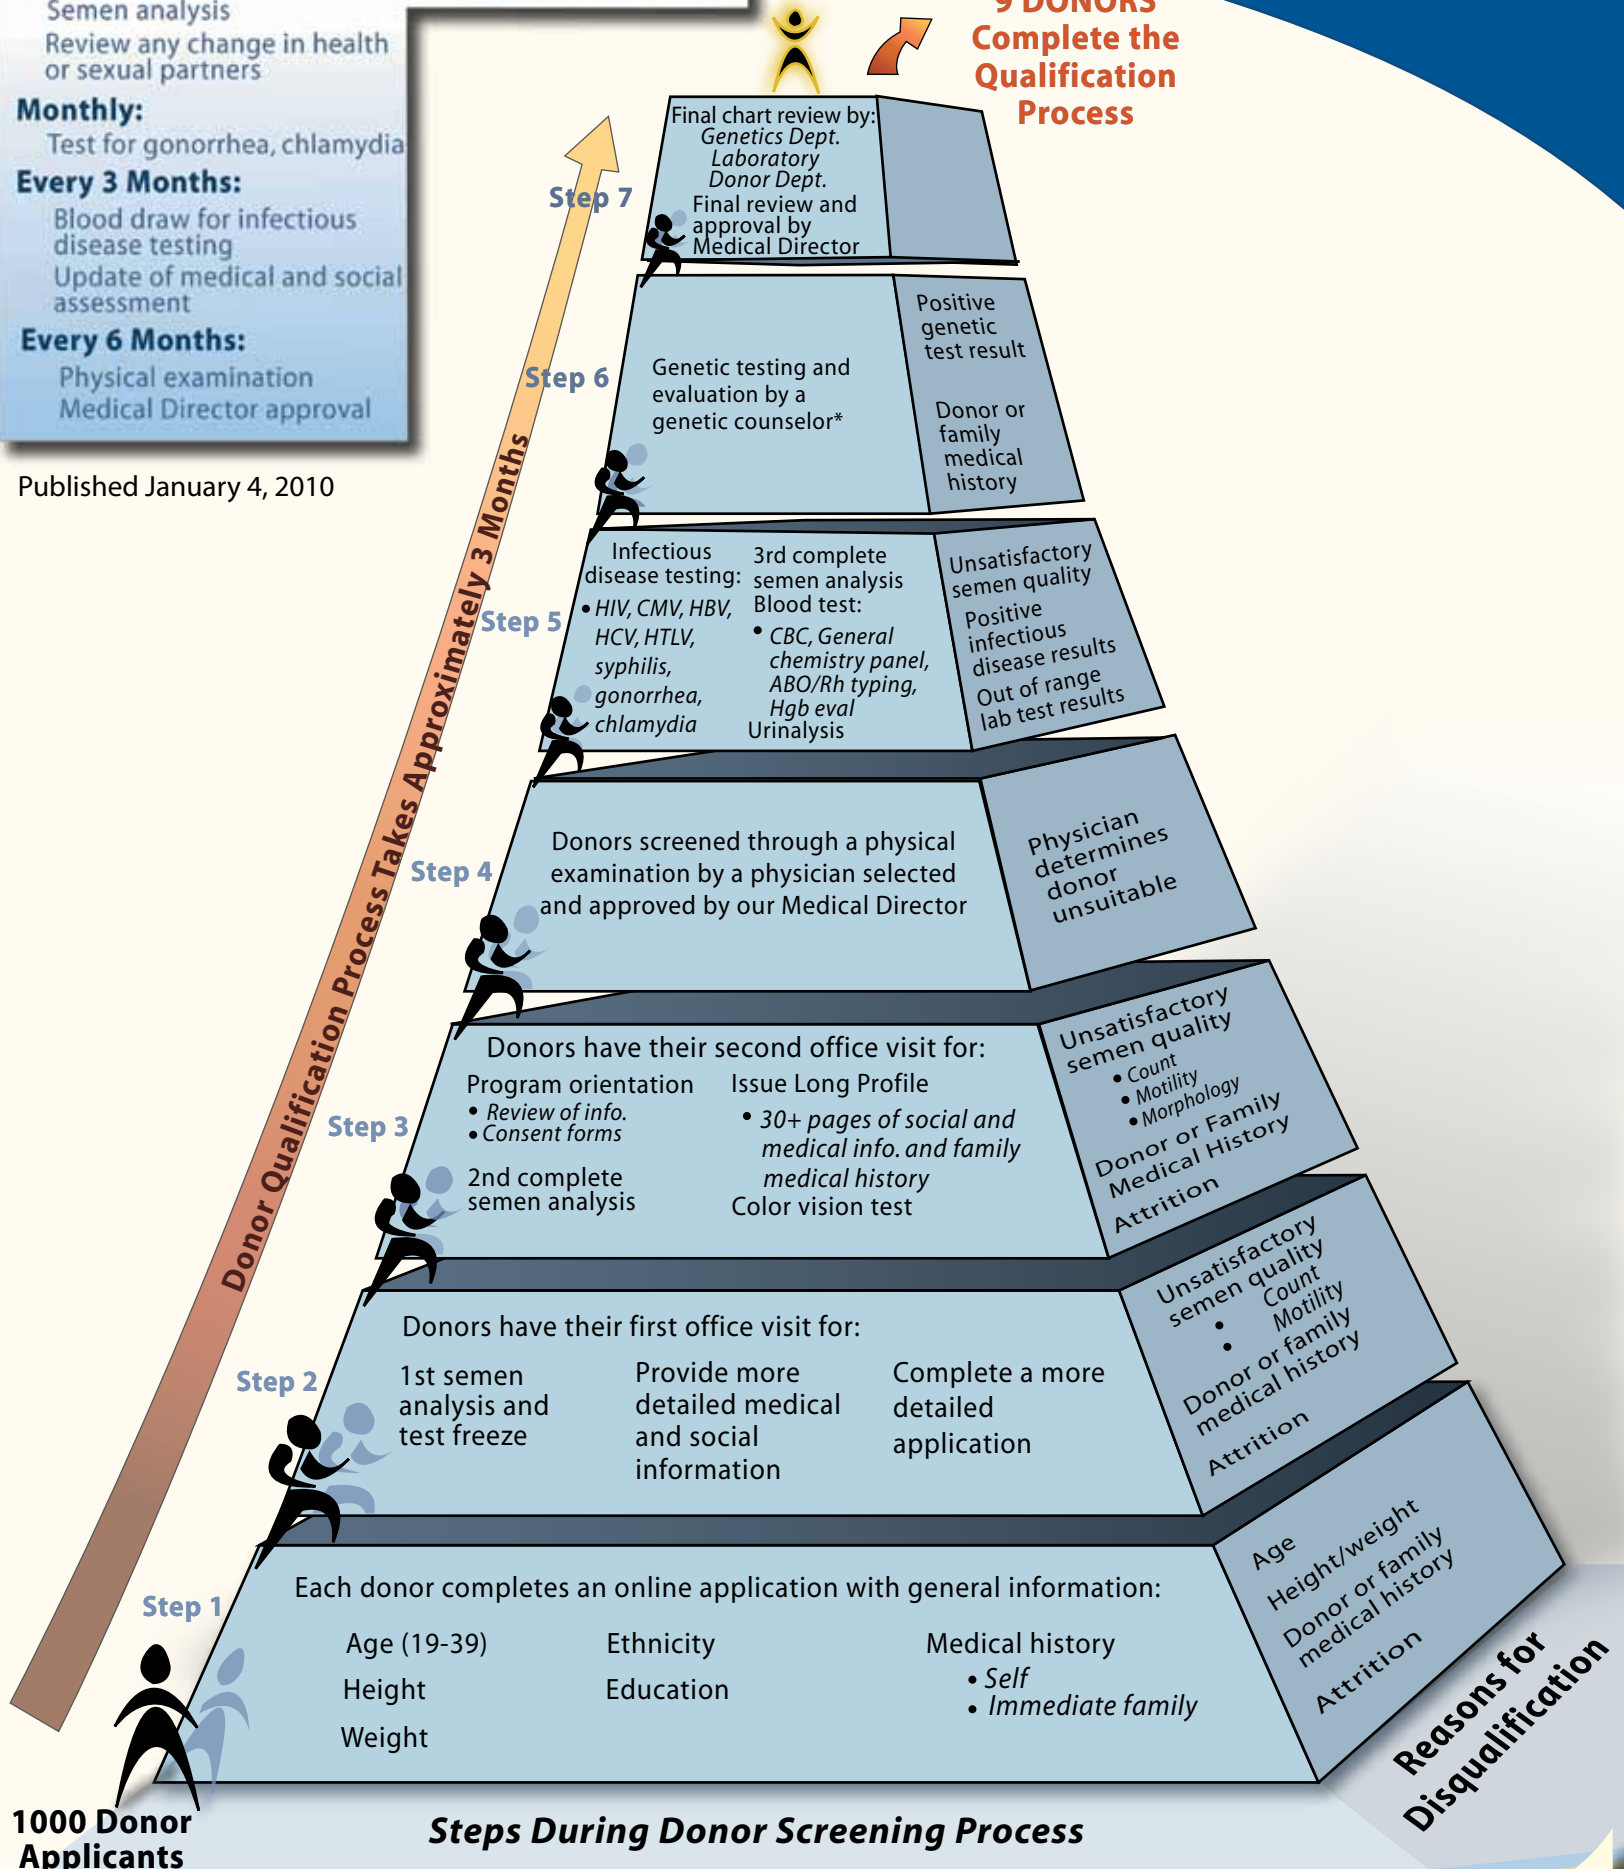 Semen analysis
Review any change in health
or sexual partners
Monthly:
Test for gonorrhea, chlamydia
Every 3 Months:
Blood draw for infectious
disease testing
Update of medical and social
assessment
Every 6 Months:
Physical examination
Medical Director approval
Published January 4, 2010
9 DONORS
Complete the
Qualification
Process
Donor Qualification Process Takes Approximately 3 Months
Step 7
Final chart review by:
Genetics Dept.
Laboratory
Donor Dept.
Final review and
approval by
Medical Director
Step 6
Genetic testing and
evaluation by a
genetic counselor*
Positive
genetic
test result
Donor or
family
medical
history
Step 5
Infectious
disease testing:
• HIV, CMV, HBV,
HCV, HTLV,
syphilis,
gonorrhea,
chlamydia
3rd complete
semen analysis
Blood test:
• CBC, General
chemistry panel,
ABO/Rh typing,
Hgb eval
Urinalysis
Unsatisfactory
semen quality
Positive
infectious
disease results
Out of range
lab test results
Step 4
Donors screened through a physical
examination by a physician selected
and approved by our Medical Director
Physician
determines
donor
unsuitable
Step 3
Donors have their second office visit for:
Program orientation
• Review of info.
• Consent forms
2nd complete
semen analysis
Issue Long Profile
• 30+ pages of social and
medical info. and family
medical history
Color vision test
Unsatisfactory
semen quality
• Count
• Motility
• Morphology
Donor or Family
Medical History
Attrition
Step 2
Donors have their first office visit for:
1st semen
analysis and
test freeze
Provide more
detailed medical
and social
information
Complete a more
detailed
application
Unsatisfactory
semen quality
• Count
• Motility
Donor or family
medical history
Attrition
Step 1
Each donor completes an online application with general information:
Age (19-39)
Height
Weight
Ethnicity
Education
Medical history
• Self
• Immediate family
Age
Height/weight
Donor or family
medical history
Attrition
Reasons for
Disqualification
1000 Donor
Applicants
Steps During Donor Screening Process